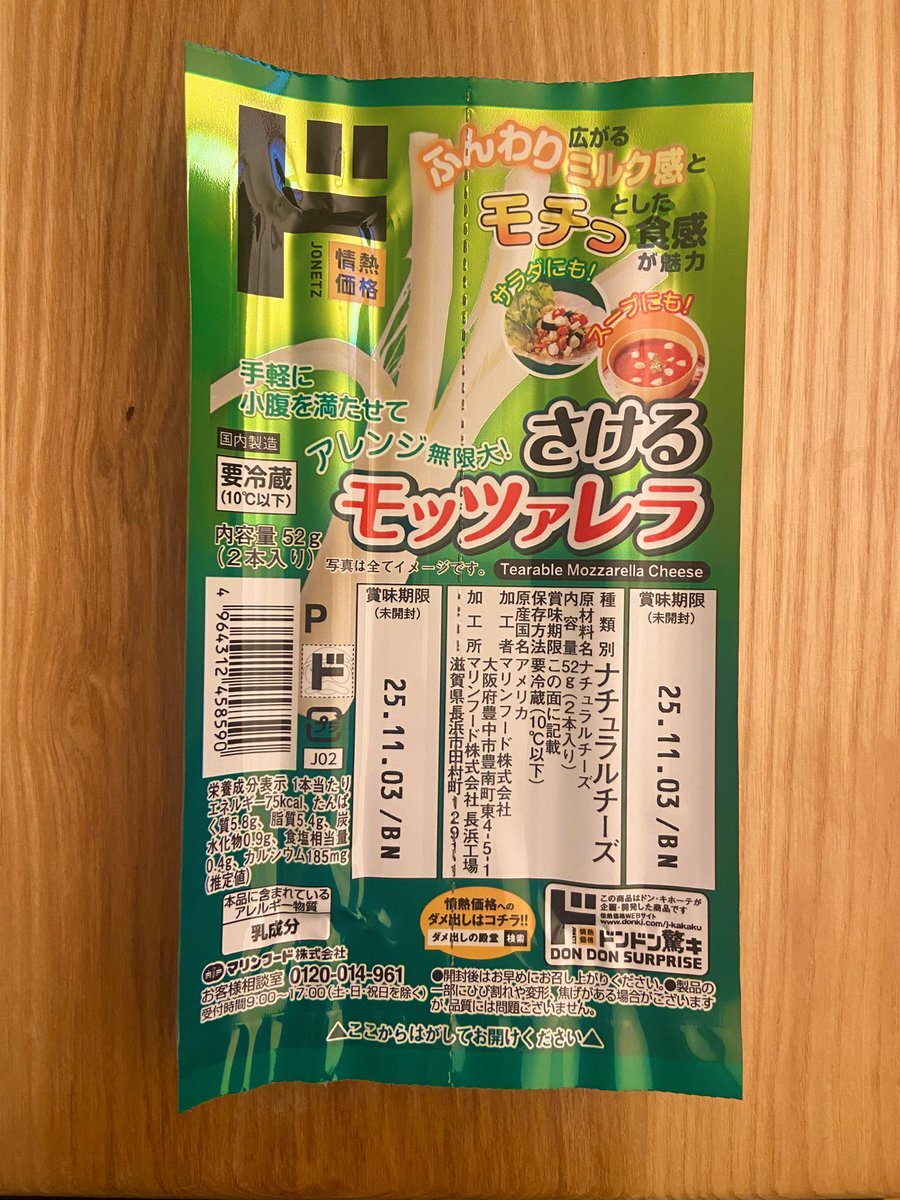 ド
JONETZ
情熱
価格
ふんわり広がる
ミルク感と
モチっとした
食感
が魅力
サラダにも!
スープにも!
手軽に
小腹を満たせて
アレンジ無限大!
国内製造
要冷蔵
(10℃以下)
内容量 52g
(2本入り)
さける
モッツァレラ
写真は全てイメージです。
Tearable Mozzarella Cheese
4 964312 458590
P
ド
プラ
J02
賞味期限
(未開封)
25.11.03/BN
種類別 ナチュラルチーズ
原材料名 ナチュラルチーズ
内容量 52g(2本入り)
賞味期限 この面に記載
保存方法 要冷蔵(10℃以下)
原産国名 アメリカ
加工者 マリンフード株式会社
大阪府豊中市豊南町東4-5-1
加工所 マリンフード株式会社 長浜工場
滋賀県長浜市田村町1291-1
賞味期限
(未開封)
25.11.03/BN
栄養成分表示 1本当たり
エネルギー75kcal、たんぱ
く質5.8g、脂質5.4g、炭
水化物0.9g、食塩相当量
0.4g、カルシウム185mg
(推定値)
本品に含まれている
アレルギー物質
乳成分
情熱価格への
ダメ出しはコチラ!!
ダメ出しの殿堂 検索
ド
情熱
価格
この商品はドン・キホーテが
企画・開発した商品です
情熱価格WEBサイト
www.donki.com/j-kakaku
ドンドン驚キ
DON DON SURPRISE
マリンフード株式会社
お客様相談室 0120-014-961
受付時間9:00〜17:00(土・日・祝日を除く)
●開封後はお早めにお召し上がりください。●製品の
一部にひび割れや変形、焦げがある場合がございます
が、品質には問題ございません。
△ここからはがしてお開けください△